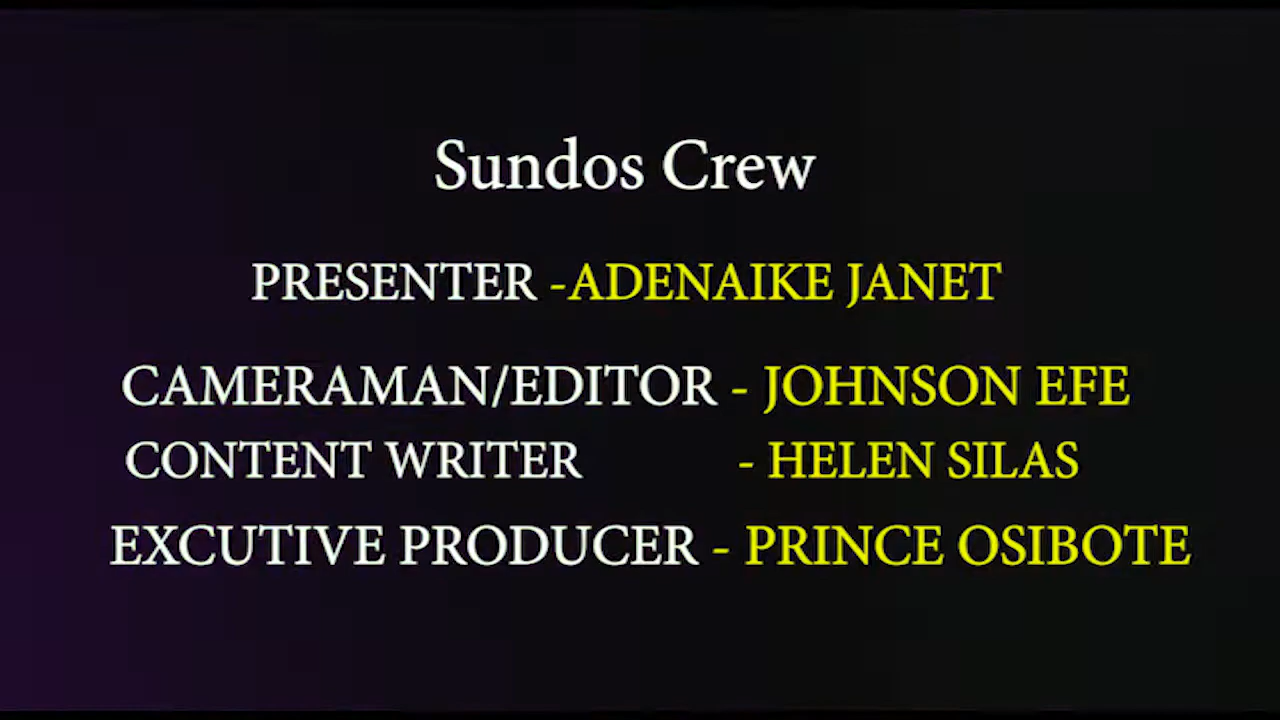 Sundos Crew
PRESENTER -ADENAIKE JANET
CAMERAMAN/EDITOR - JOHNSON EFE
CONTENT WRITER - HELEN SILAS
EXCUTIVE PRODUCER - PRINCE OSIBOTE